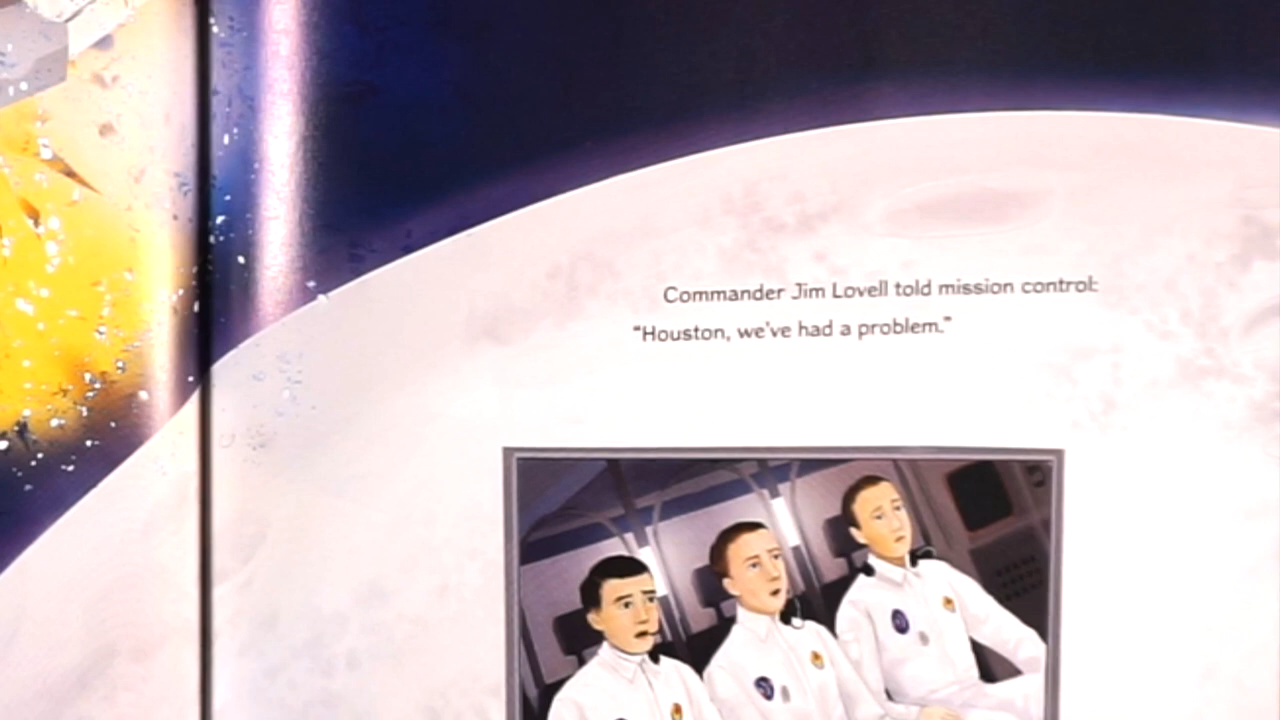 Commander Jim Lovell told mission control:
“Houston, we’ve had a problem.”